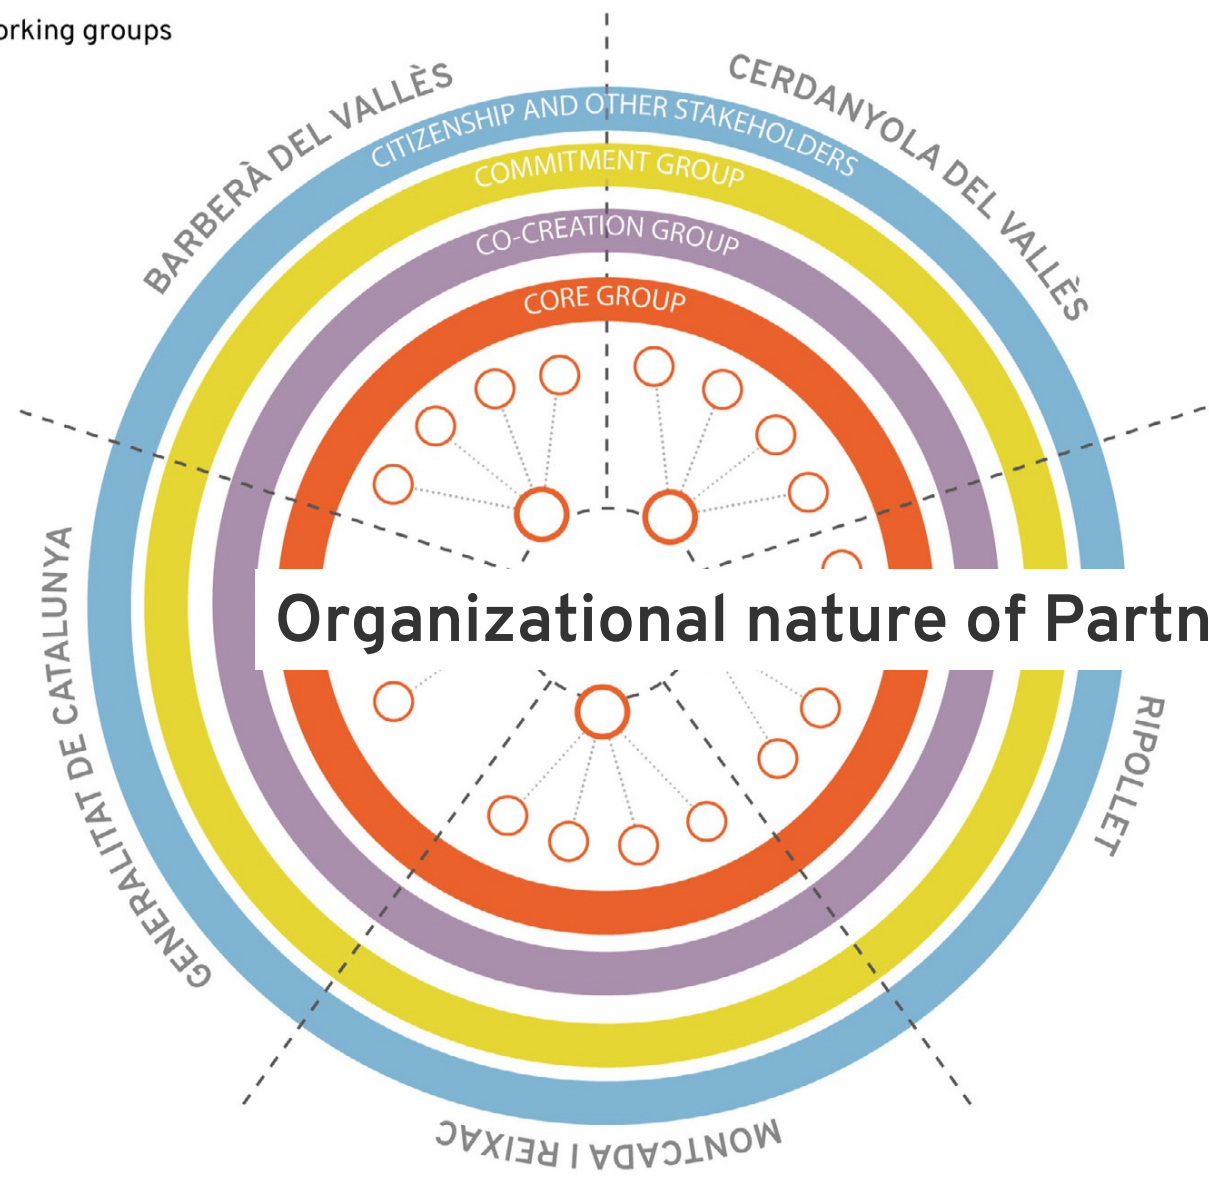 orking groups
BARBERÀ DEL VALLÈS
CERDANYOLA DEL VALLÈS
CITIZENSHIP AND OTHER STAKEHOLDERS
COMMITMENT GROUP
CO-CREATION GROUP
CORE GROUP
GENERALITAT DE CATALUNYA
Organizational nature of Partn
RIPOLLET
MONTCADA I REIXAC